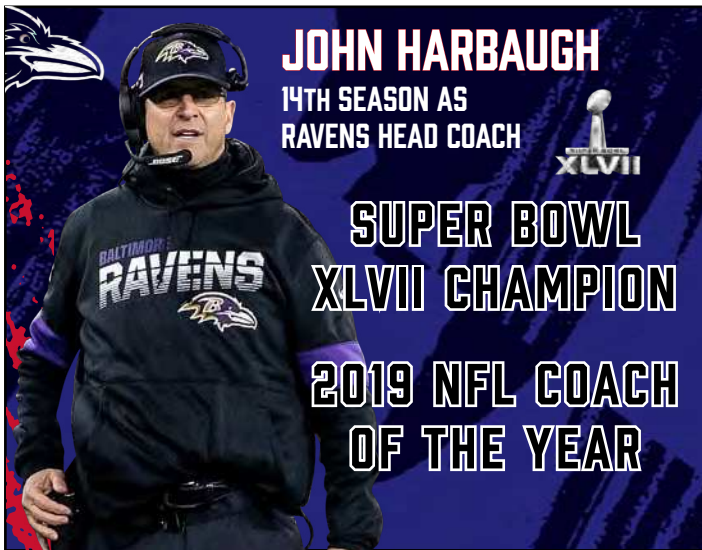 JOHN HARBAUGH
14TH SEASON AS
RAVENS HEAD COACH
SUPER BOWL
XLVII
SUPER BOWL
XLVII CHAMPION
2019 NFL COACH
OF THE YEAR
BOSE
BALTIMORE
RAVENS
B